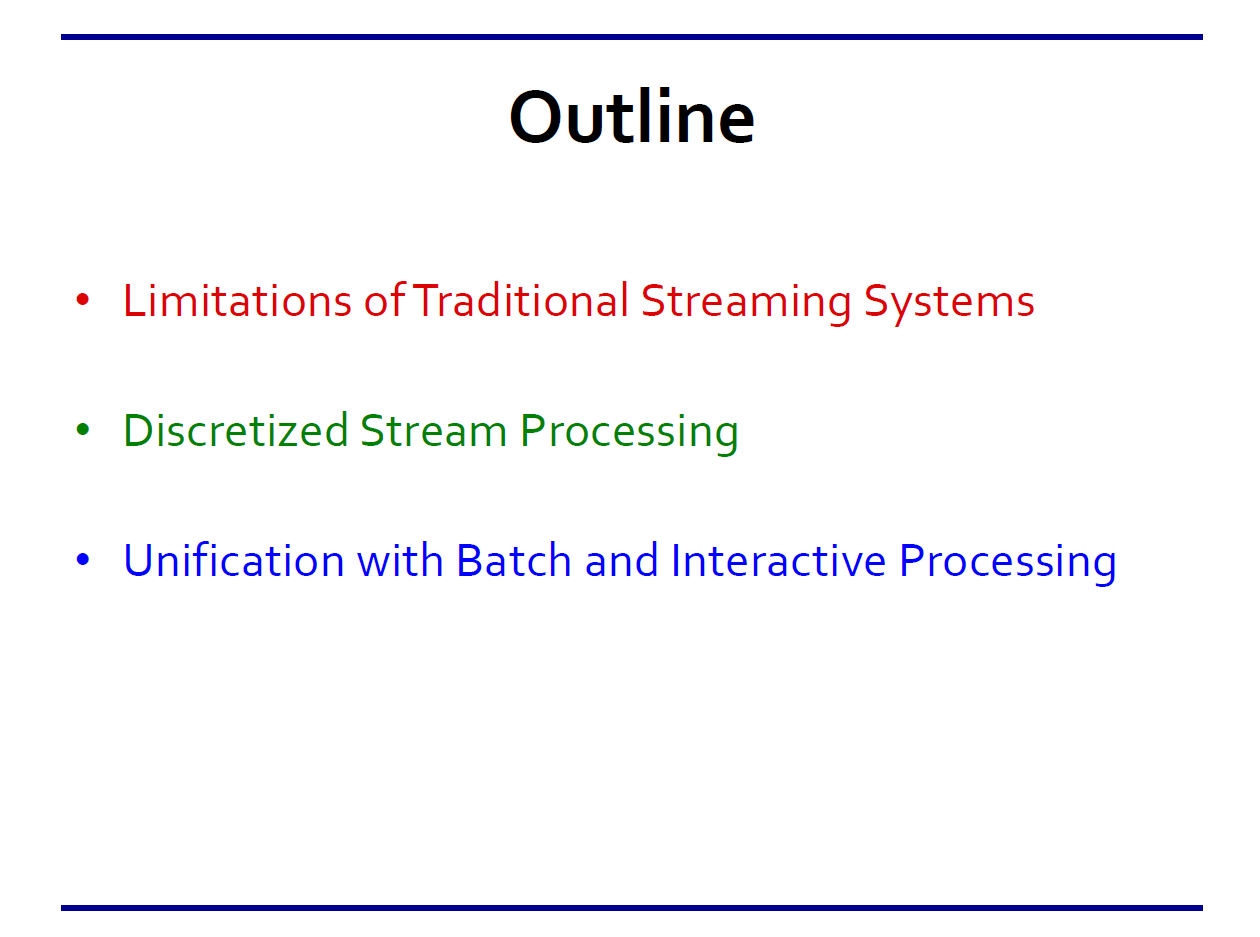 Outline
• Limitations of Traditional Streaming Systems
• Discretized Stream Processing
• Unification with Batch and Interactive Processing